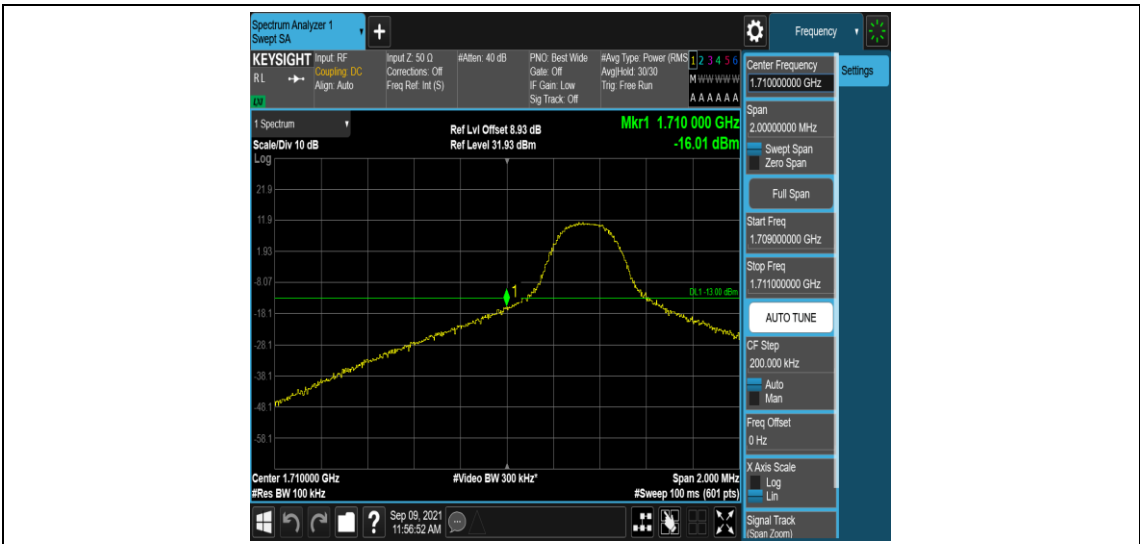 Spectrum Analyzer 1
Swept SA
+
Frequency
KEYSIGHT
RL
LXI
Input: RF
Coupling: DC
Align: Auto
Input Z: 50 Ω
Corrections: Off
Freq Ref: Int (S)
#Atten: 40 dB
PNO: Best Wide
Gate: Off
IF Gain: Low
Sig Track: Off
#Avg Type: Power (RMS
Avg|Hold: 30/30
Trig: Free Run
1 2 3 4 5 6
M W W W W W
A A A A A A
1 Spectrum
Scale/Div 10 dB
Log
Ref Lvl Offset 8.93 dB
Ref Level 31.93 dBm
Mkr1 1.710 000 GHz
-16.01 dBm
21.9
11.9
1.93
-8.07
-18.1
-28.1
-38.1
-48.1
-58.1
1
DL1 -13.00 dBm
Center 1.710000 GHz
#Res BW 100 kHz
#Video BW 300 kHz*
Span 2.000 MHz
#Sweep 100 ms (601 pts)
?
Sep 09, 2021
11:56:52 AM
Center Frequency
1.710000000 GHz
Settings
Span
2.00000000 MHz
Swept Span
Zero Span
Full Span
Start Freq
1.709000000 GHz
Stop Freq
1.711000000 GHz
AUTO TUNE
CF Step
200.000 kHz
Auto
Man
Freq Offset
0 Hz
X Axis Scale
Log
Lin
Signal Track
(Span Zoom)